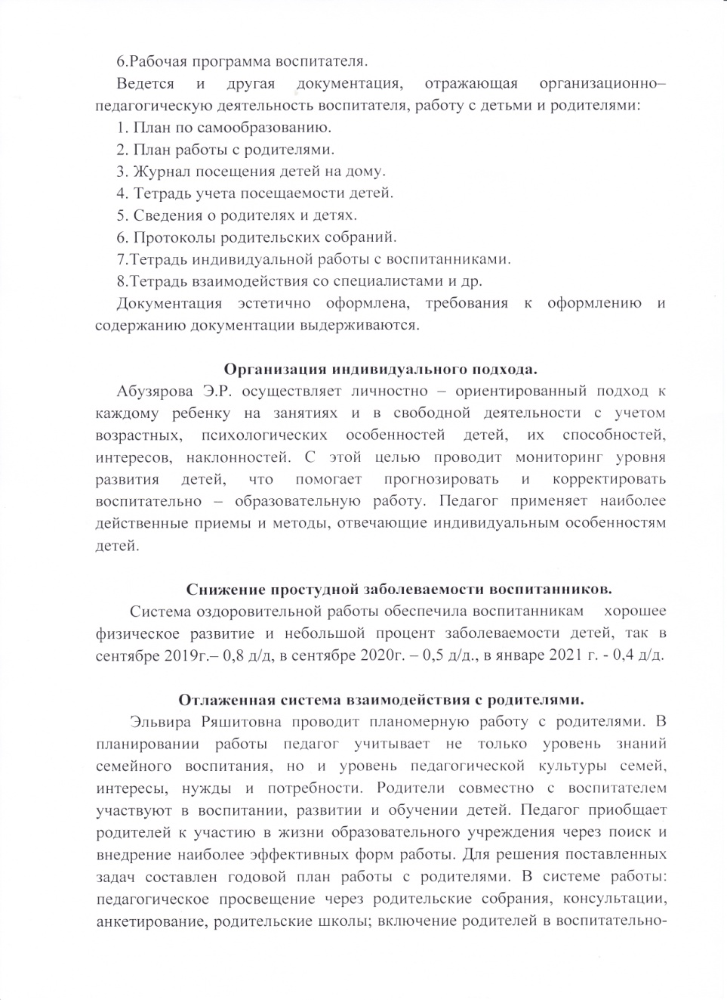 6.Рабочая программа воспитателя.
Ведется и другая документация, отражающая организационно–
педагогическую деятельность воспитателя, работу с детьми и родителями:
1. План по самообразованию.
2. План работы с родителями.
3. Журнал посещения детей на дому.
4. Тетрадь учета посещаемости детей.
5. Сведения о родителях и детях.
6. Протоколы родительских собраний.
7.Тетрадь индивидуальной работы с воспитанниками.
8.Тетрадь взаимодействия со специалистами и др.
Документация эстетично оформлена, требования к оформлению и
содержанию документации выдерживаются.
Организация индивидуального подхода.
Абузярова Э.Р. осуществляет личностно – ориентированный подход к
каждому ребенку на занятиях и в свободной деятельности с учетом
возрастных, психологических особенностей детей, их способностей,
интересов, наклонностей. С этой целью проводит мониторинг уровня
развития детей, что помогает прогнозировать и корректировать
воспитательно – образовательную работу. Педагог применяет наиболее
действенные приемы и методы, отвечающие индивидуальным особенностям
детей.
Снижение простудной заболеваемости воспитанников.
Система оздоровительной работы обеспечила воспитанникам хорошее
физическое развитие и небольшой процент заболеваемости детей, так в
сентябре 2019г.– 0,8 д/д, в сентябре 2020г. – 0,5 д/д., в январе 2021 г. - 0,4 д/д.
Отлаженная система взаимодействия с родителями.
Эльвира Ряшитовна проводит планомерную работу с родителями. В
планировании работы педагог учитывает не только уровень знаний
семейного воспитания, но и уровень педагогической культуры семей,
интересы, нужды и потребности. Родители совместно с воспитателем
участвуют в воспитании, развитии и обучении детей. Педагог приобщает
родителей к участию в жизни образовательного учреждения через поиск и
внедрение наиболее эффективных форм работы. Для решения поставленных
задач составлен годовой план работы с родителями. В системе работы:
педагогическое просвещение через родительские собрания, консультации,
анкетирование, родительские школы; включение родителей в воспитательно-